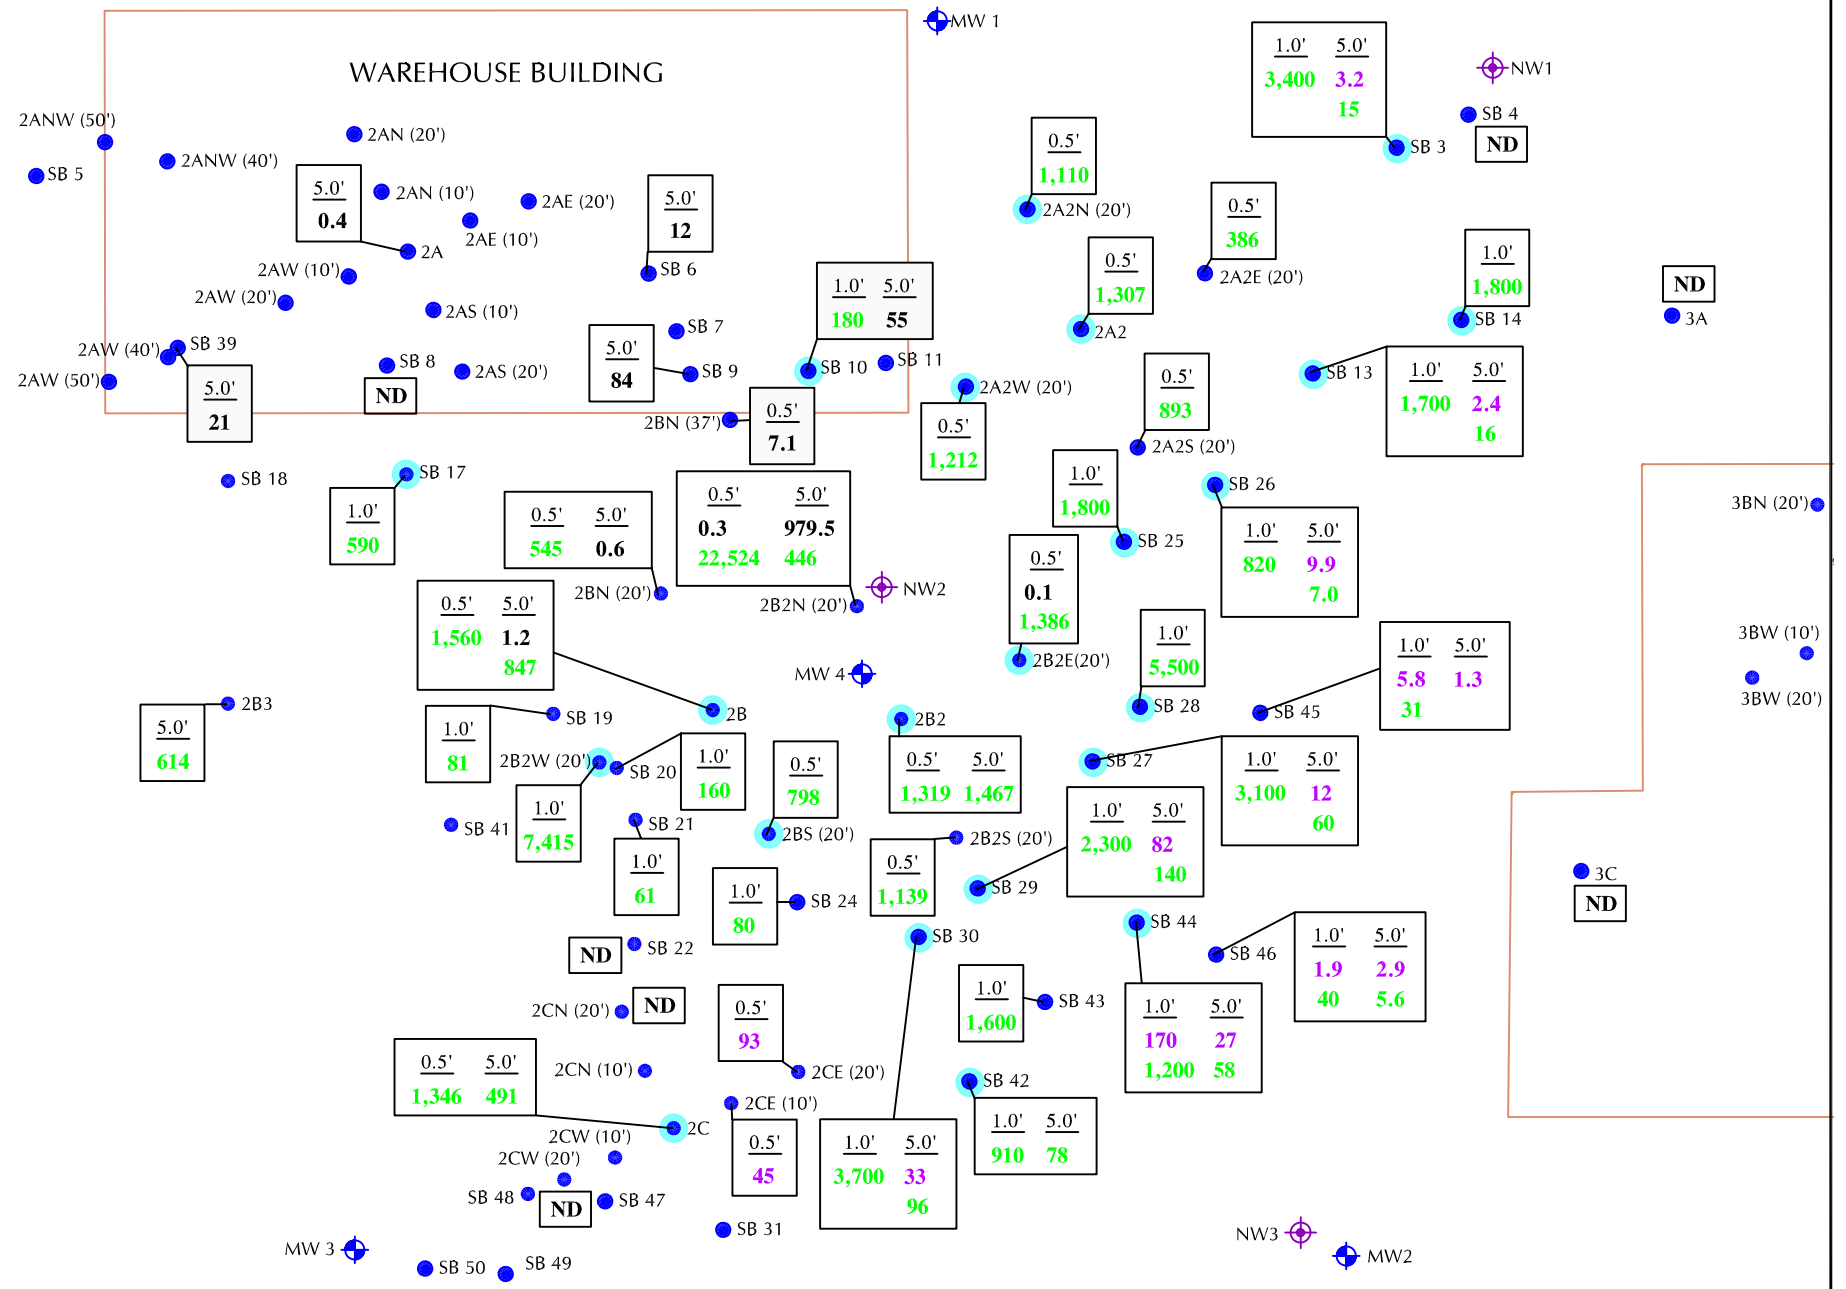 MW 1
WAREHOUSE BUILDING
1.0' 5.0'
3,400 3.2
15
NW1
SB 4
ND
SB 3
2ANW (50')
2AN (20')
2ANW (40')
SB 5
0.5'
1,110
2A2N (20')
5.0'
0.4
2AN (10')
2AE (20')
2AE (10')
2A
5.0'
12
SB 6
0.5'
386
2A2E (20')
1.0'
1,800
SB 14
ND
3A
2AW (10')
2AW (20')
2AS (10')
1.0' 5.0'
180 55
SB 10
0.5'
1,307
2A2
SB 7
5.0'
84
SB 9
SB 11
2AW (40')
SB 39
2AW (50')
5.0'
21
SB 8
ND
2AS (20')
2A2W (20')
0.5'
1,212
0.5'
893
2A2S (20')
SB 13
1.0' 5.0'
1,700 2.4
16
2BN (37')
0.5'
7.1
SB 18
SB 17
1.0'
590
0.5' 5.0'
545 0.6
2BN (20')
0.5' 5.0'
0.3 979.5
22,524 446
2B2N (20')
NW2
1.0'
1,800
SB 25
SB 26
1.0' 5.0'
820 9.9
7.0
3BN (20')
0.5' 5.0'
1,560 1.2
847
2B
0.5'
0.1
1,386
2B2E(20')
1.0'
5,500
SB 28
1.0' 5.0'
5.8 1.3
31
SB 45
3BW (10')
3BW (20')
MW 4
2B3
5.0'
614
SB 19
1.0'
81
2B2W (20')
1.0'
7,415
SB 20
1.0'
160
2B2
0.5' 5.0'
1,319 1,467
SB 27
1.0' 5.0'
3,100 12
60
0.5'
798
2BS (20')
SB 41
SB 21
1.0'
61
2B2S (20')
0.5'
1,139
1.0' 5.0'
2,300 82
140
SB 29
3C
ND
1.0'
80
SB 24
SB 30
SB 44
SB 46
1.0' 5.0'
1.9 2.9
40 5.6
ND
SB 22
2CN (20')
ND
1.0'
1,600
SB 43
1.0' 5.0'
170 27
1,200 58
0.5'
93
2CE (20')
2CN (10')
0.5' 5.0'
1,346 491
2C
SB 42
1.0' 5.0'
910 78
2CE (10')
0.5'
45
1.0' 5.0'
3,700 33
96
2CW (10')
2CW (20')
SB 48
ND
SB 47
SB 31
MW 3
SB 50
SB 49
NW3
MW2